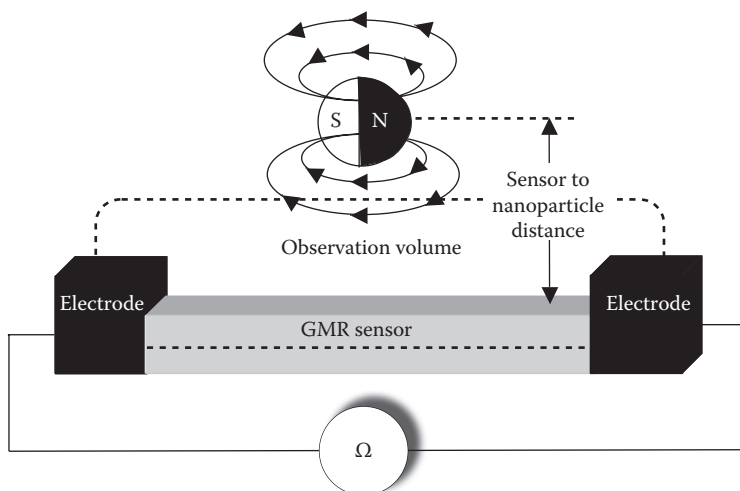 S N
Sensor to
nanoparticle
distance
Observation volume
Electrode
Electrode
GMR sensor
Ω